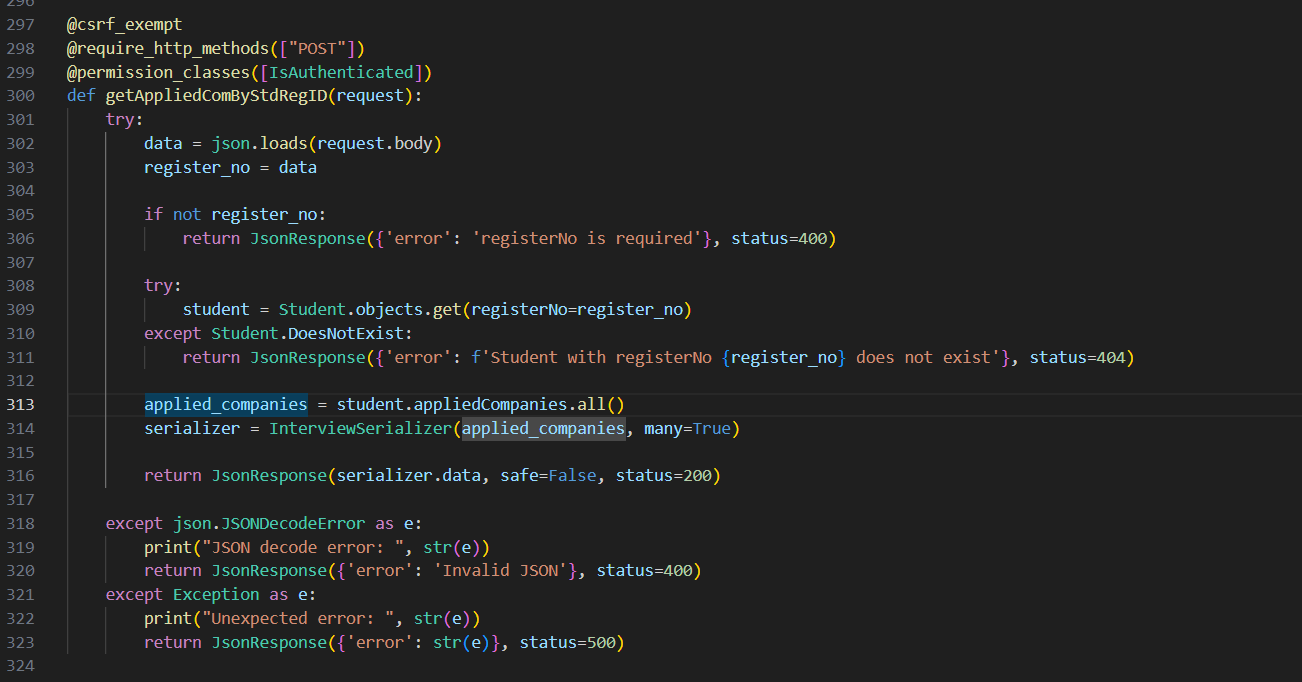 296
297 @csrf_exempt
298 @require_http_methods(["POST"])
299 @permission_classes([IsAuthenticated])
300 def getAppliedComByStdRegID(request):
301     try:
302         data = json.loads(request.body)
303         register_no = data
304
305         if not register_no:
306             return JsonResponse({'error': 'registerNo is required'}, status=400)
307
308         try:
309             student = Student.objects.get(registerNo=register_no)
310         except Student.DoesNotExist:
311             return JsonResponse({'error': f'Student with registerNo {register_no} does not exist'}, status=404)
312
313         applied_companies = student.appliedCompanies.all()
314         serializer = InterviewSerializer(applied_companies, many=True)
315
316         return JsonResponse(serializer.data, safe=False, status=200)
317
318     except json.JSONDecodeError as e:
319         print("JSON decode error: ", str(e))
320         return JsonResponse({'error': 'Invalid JSON'}, status=400)
321     except Exception as e:
322         print("Unexpected error: ", str(e))
323         return JsonResponse({'error': str(e)}, status=500)
324